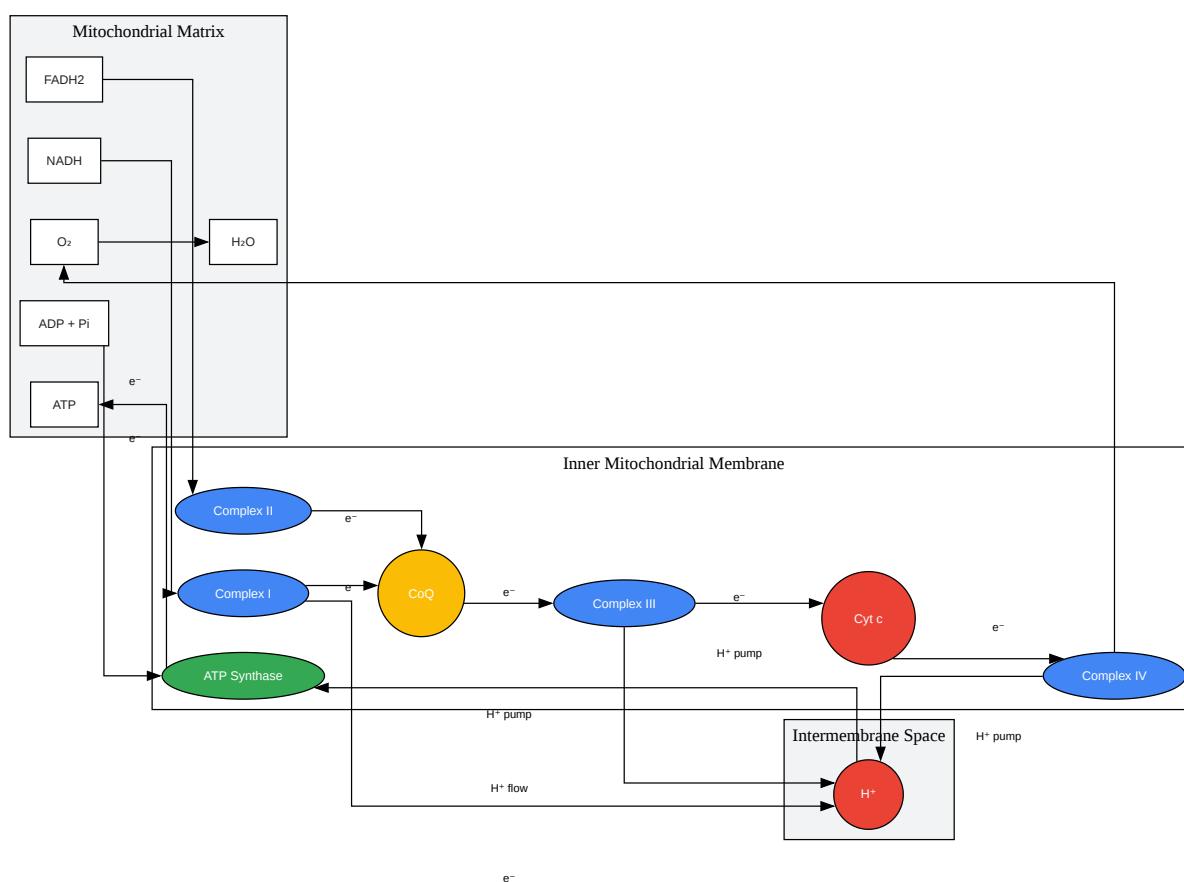 Mitochondrial Matrix
FADH2
NADH
O₂
H₂O
ADP + Pi
e⁻
ATP
e⁻
Inner Mitochondrial Membrane
Complex II
e⁻
Complex I
e⁻
CoQ
e⁻
Complex III
e⁻
Cyt c
e⁻
H⁺ pump
ATP Synthase
Complex IV
H⁺ pump
Intermembrane Space
H⁺ pump
H⁺ flow
H⁺
e⁻